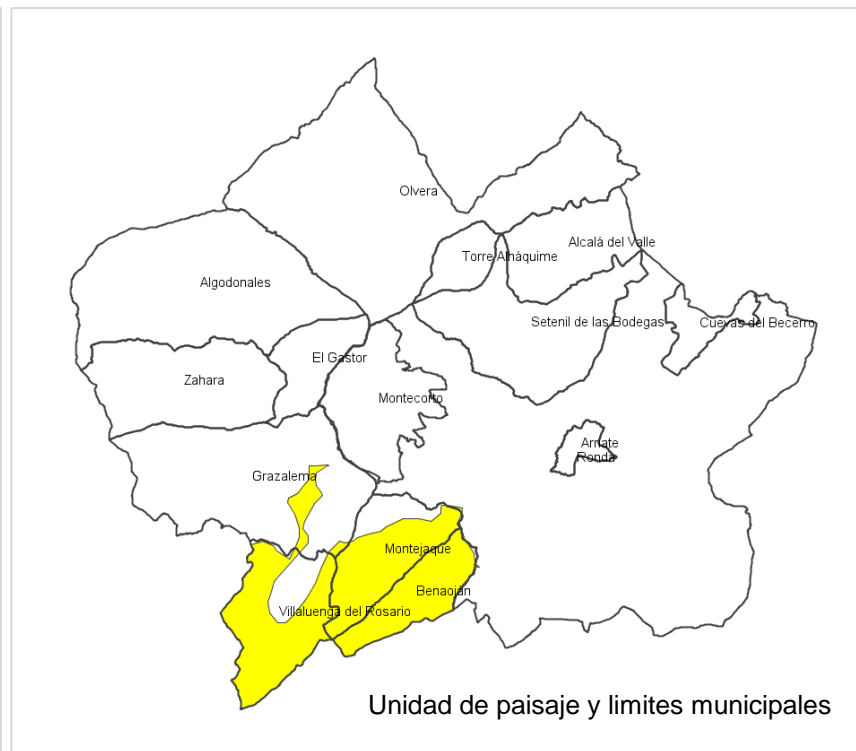 Olvera
Alcalá del Valle
Torre Alháquime
Algodonales
Setenil de las Bodegas
Cuevas del Becerro
El Gastor
Zahara
Montecorto
Arriate
Ronda
Grazalema
Montejaque
Benaoján
Villaluenga del Rosario
Unidad de paisaje y limites municipales